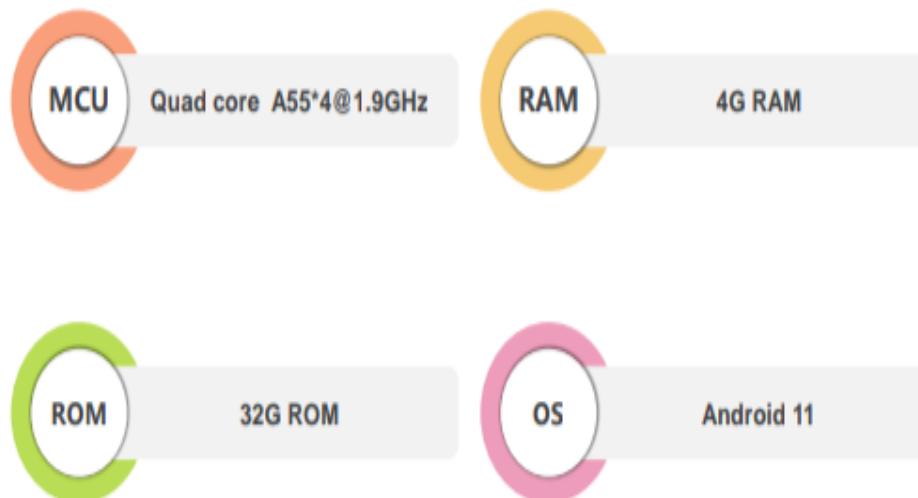 MCU
Quad core A55*4@1.9GHz
RAM
4G RAM
ROM
32G ROM
OS
Android 11